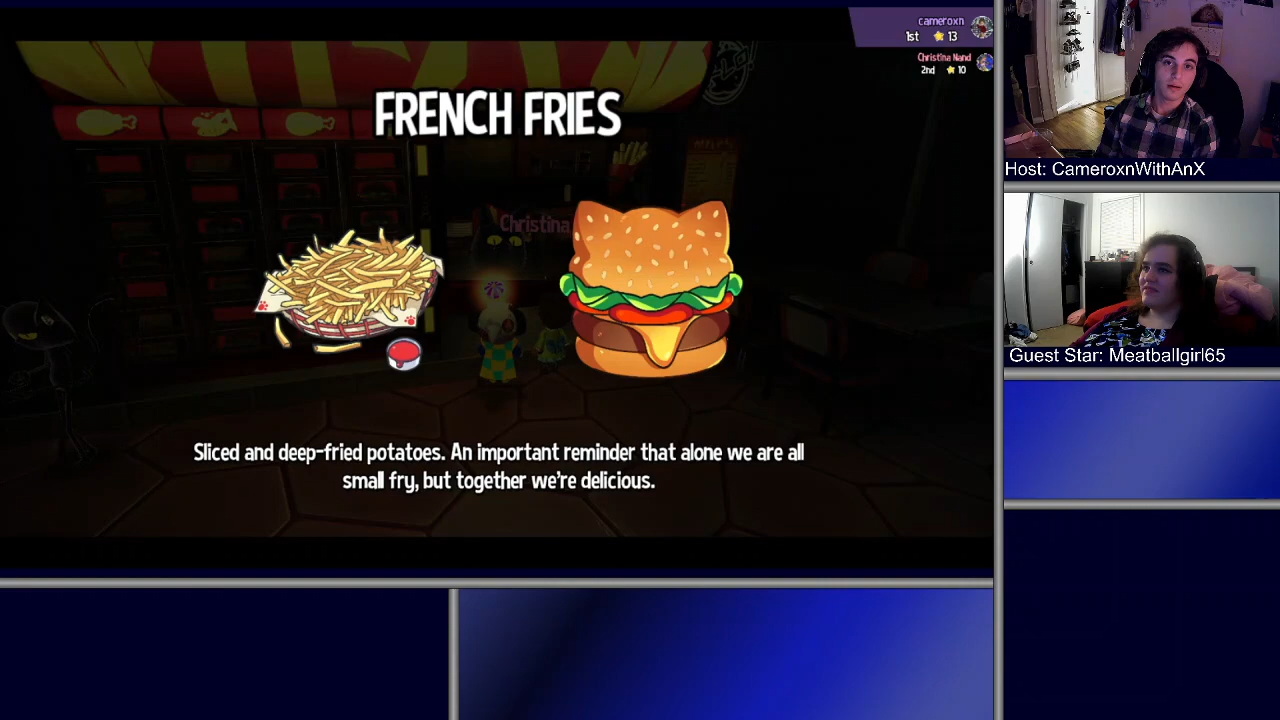 cameroxn
1st 13
Christina Nand
2nd 10
FRENCH FRIES
Christina
Sliced and deep-fried potatoes. An important reminder that alone we are all
small fry, but together we're delicious.
Host: CameroxnWithAnX
Guest Star: Meatballgirl65